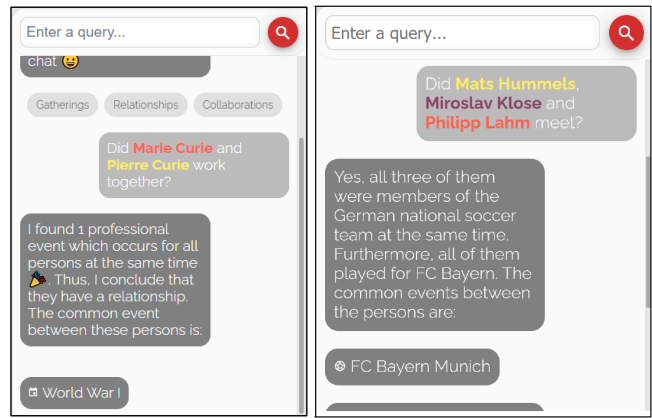 Enter a query...
chat 😀
Gatherings Relationships Collaborations
Did Marie Curie and
Pierre Curie work
together?
I found 1 professional
event which occurs for all
persons at the same time
🎉. Thus, I conclude that
they have a relationship.
The common event
between these persons is:
World War I
Enter a query...
Did Mats Hummels,
Miroslav Klose and
Philipp Lahm meet?
Yes, all three of them
were members of the
German national soccer
team at the same time.
Furthermore, all of them
played for FC Bayern. The
common events between
the persons are:
FC Bayern Munich